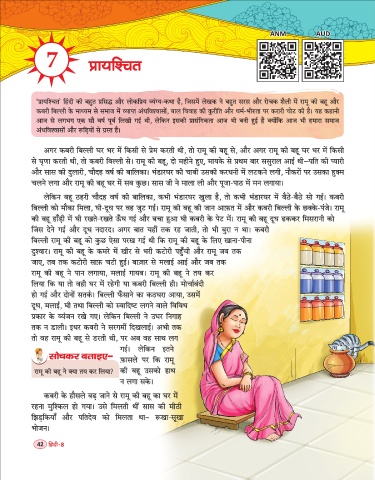 ANM
AUD
7
प्रायश्चित
'प्रायश्चित' हिंदी की बहुत प्रसिद्ध और लोकप्रिय व्यंग्य-कथा है, जिसमें लेखक ने बहुत सरस और रोचक शैली में रामू की बहू और
कबरी बिल्ली के माध्यम से समाज में व्याप्त अंधविश्वासों, बाल विवाह की कुरीति और धर्म-भीरुता पर करारी चोट की है। यह कहानी
आज से लगभग एक सौ वर्ष पूर्व लिखी गई थी, लेकिन इसकी प्रासंगिकता आज भी बनी हुई है क्योंकि आज भी हमारा समाज
अंधविश्वासों और रूढ़ियों से ग्रस्त है।
अगर कबरी बिल्ली घर भर में किसी से प्रेम करती थी, तो रामू की बहू से, और अगर रामू की बहू घर भर में किसी
से घृणा करती थी, तो कबरी बिल्ली से। रामू की बहू, दो महीने हुए, मायके से प्रथम बार ससुराल आई थी–पति की प्यारी
और सास की दुलारी, चौदह वर्ष की बालिका। भंडारघर की चाबी उसकी करधनी में लटकने लगी, नौकरों पर उसका हुक्म
चलने लगा और रामू की बहू घर में सब कुछ। सास जी ने माला ली और पूजा-पाठ में मन लगाया।
लेकिन बहू ठहरी चौदह वर्ष की बालिका, कभी भंडारघर खुला है, तो कभी भंडारघर में बैठे-बैठे सो गई। कबरी
बिल्ली को मौका मिला, घी-दूध पर वह जुट गई। रामू की बहू की जान आफ़त में और कबरी बिल्ली के छक्के-पंजे। रामू
की बहू हाँड़ी में घी रखते-रखते ऊँघ गई और बचा हुआ घी कबरी के पेट में। रामू की बहू दूध ढककर मिसरानी को
जिंस देने गई और दूध नदारद। अगर बात यहीं तक रह जाती, तो भी बुरा न था। कबरी
बिल्ली रामू की बहू को कुछ ऐसा परख गई थी कि रामू की बहू के लिए खाना-पीना
दुश्वार। रामू की बहू के कमरे में खीर से भरी कटोरी पहुँची और रामू जब तक
जाए, तब तक कटोरी साफ़ चटी हुई। बाज़ार से मलाई आई और जब तक
रामू की बहू ने पान लगाया, मलाई गायब। रामू की बहू ने तय कर
लिया कि या तो वही घर में रहेगी या कबरी बिल्ली ही। मोर्चाबंदी
हो गई और दोनों सतर्क। बिल्ली फँसाने का कठघरा आया, उसमें
दूध, मलाई, घी तथा बिल्ली को स्वादिष्ट लगने वाले विविध
प्रकार के व्यंजन रखे गए। लेकिन बिल्ली ने उधर निगाह
तक न डाली। इधर कबरी ने सरगर्मी दिखलाई। अभी तक
तो वह रामू की बहू से डरती थी, पर अब वह साथ लग
गई। लेकिन इतने
फ़ासले पर कि रामू
की बहू उसको हाथ
न लगा सके।
सोचकर बताइए–
रामू की बहू ने क्या तय कर लिया?
कबरी के हौसले बढ़ जाने से रामू की बहू का घर में
रहना मुश्किल हो गया। उसे मिलती थीं सास की मीठी
झिड़कियाँ और पतिदेव को मिलता था– रूखा-सूखा
भोजन।
42 हिंदी-8